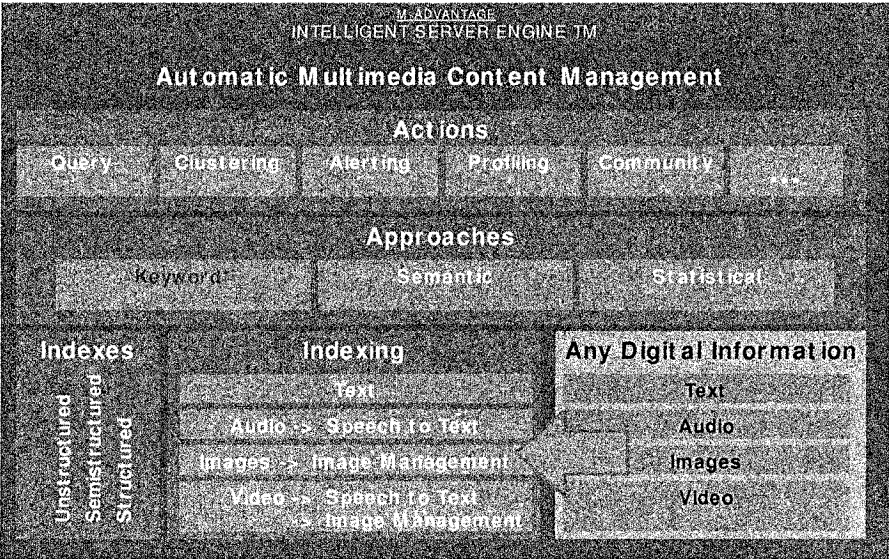 M-ADVANTAGE
INTELLIGENT SERVER ENGINE TM
Automatic Multimedia Content Management
Actions
Query
Clustering
Alerting
Profiling
Community
...
Approaches
Keyword
Semantic
Statistical
Indexes
Unstructured
Semistructured
Structured
Indexing
Text
Audio -> Speech to Text
Images -> Image Management
Video -> Speech to Text
-> Image Management
Any Digital Information
Text
Audio
Images
Video